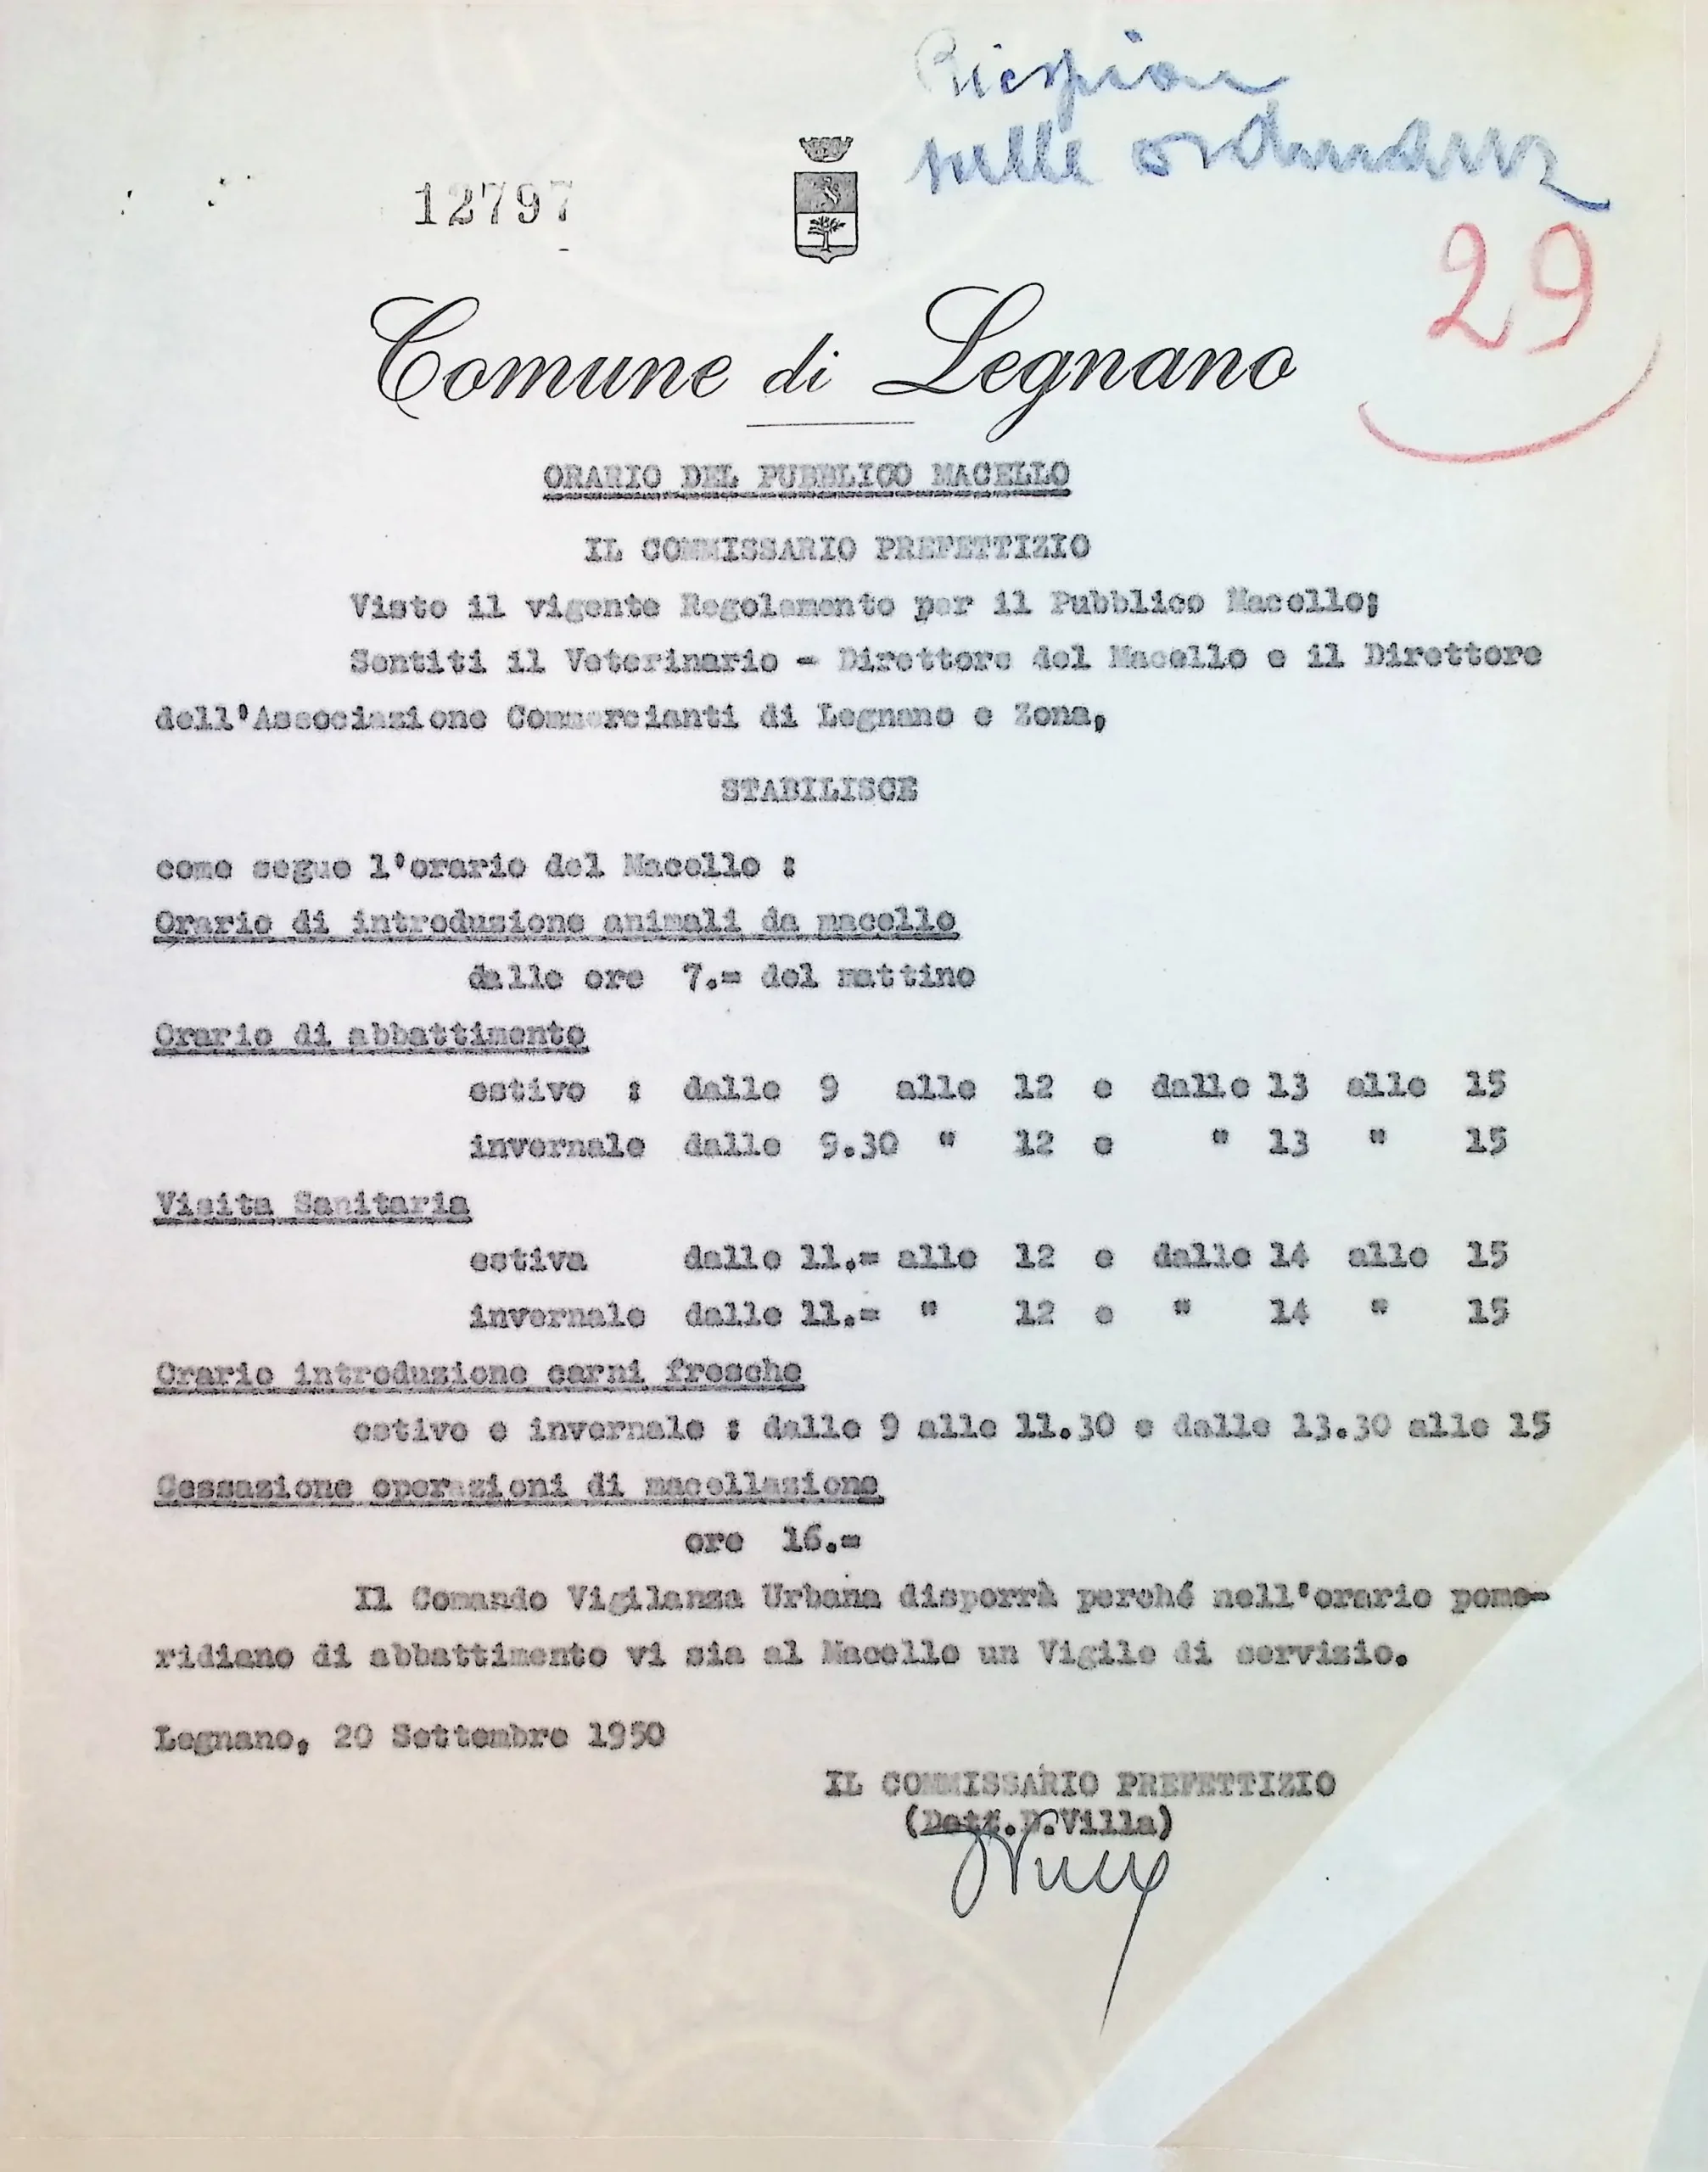 sulle ordinanze
12797
29
Comune di Legnano
ORARIO DEL PUBBLICO MACELLO
IL COMMISSARIO PREFETTIZIO
Visto il vigente Regolamento per il Pubblico Macello;
Sentiti il Veterinario - Direttore del Macello e il Direttore
dell'Associazione Commercianti di Legnano e Zona,
STABILISCE
come segue l'orario del Macello :
Orario di introduzione animali da macello
dalle ore 7.= del mattino
Orario di abbattimento
estivo : dalle 9 alle 12 e dalle 13 alle 15
invernale dalle 9.30 " 12 e " 13 " 15
Visita Sanitaria
estiva dalle 11.= alle 12 e dalle 14 alle 15
invernale dalle 11.= " 12 e " 14 " 15
Orario introduzione carni fresche
estivo e invernale : dalle 9 alle 11.30 e dalle 13.30 alle 15
Cessazione operazioni di macellazione
ore 16.=
Il Comando Vigilanza Urbana disporrà perché nell'orario pome-
ridiano di abbattimento vi sia al Macello un Vigile di servizio.
Legnano, 20 Settembre 1950
IL COMMISSARIO PREFETTIZIO
(Dott.D.Villa)